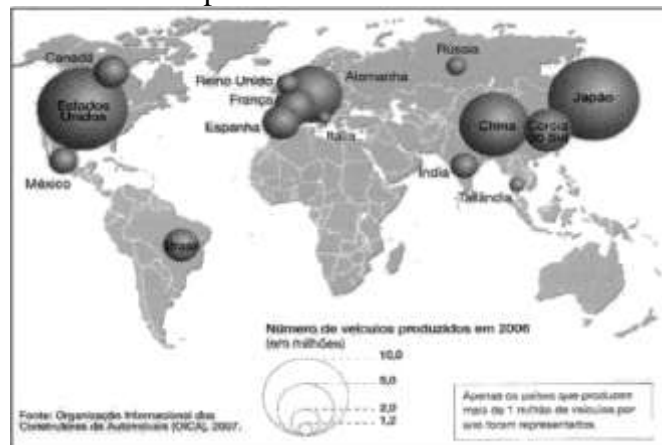 Canadá
Estados
Unidos
México
Brasil
Reino Unido
França
Espanha
Alemanha
Itália
Rússia
China
Coreia
do Sul
Japão
Índia
Tailândia
Número de veículos produzidos em 2006
(em milhões)
10,0
5,0
2,0
1,2
Fonte: Organização Internacional dos
Construtores de Automóveis (OICA), 2007.
Apenas os países que produzem
mais de 1 milhão de veículos por
ano foram representados.